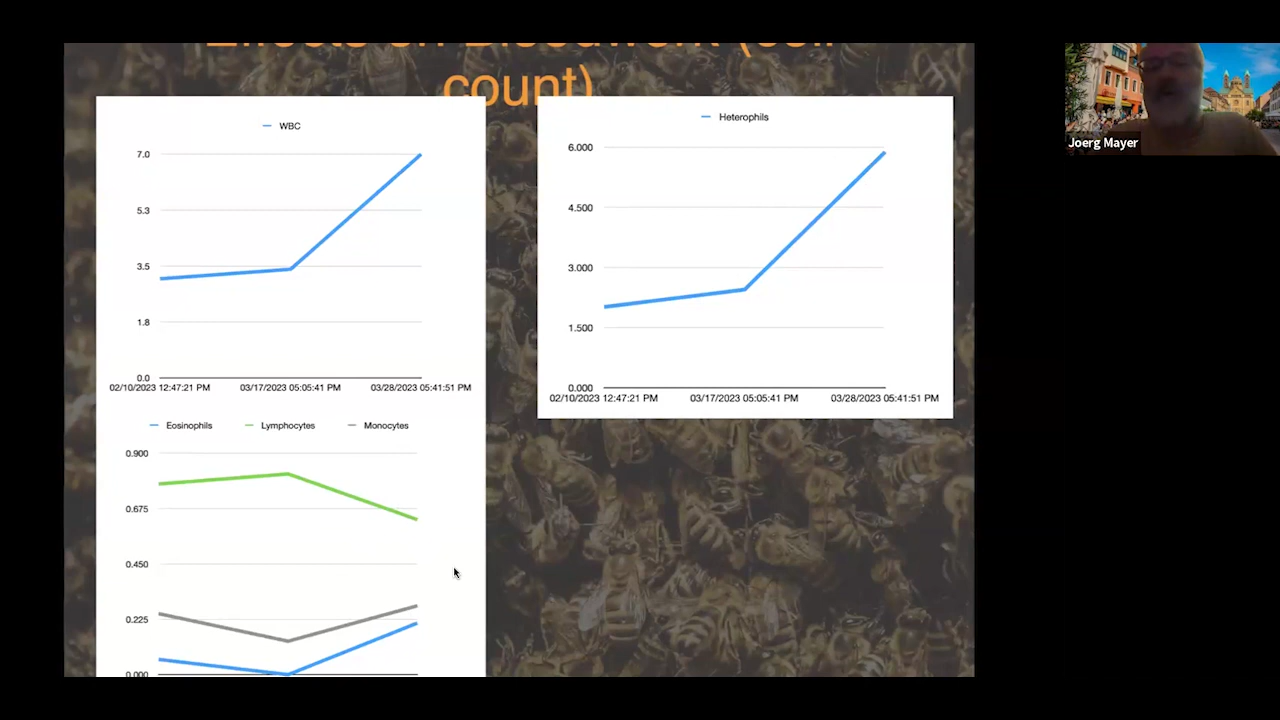 Effects on Bloodwork (cell
count)
WBC
7.0
5.3
3.5
1.8
0.0
02/10/2023 12:47:21 PM 03/17/2023 05:05:41 PM 03/28/2023 05:41:51 PM
Heterophils
6.000
4.500
3.000
1.500
0.000
02/10/2023 12:47:21 PM 03/17/2023 05:05:41 PM 03/28/2023 05:41:51 PM
Eosinophils Lymphocytes Monocytes
0.900
0.675
0.450
0.225
0.000
Joerg Mayer